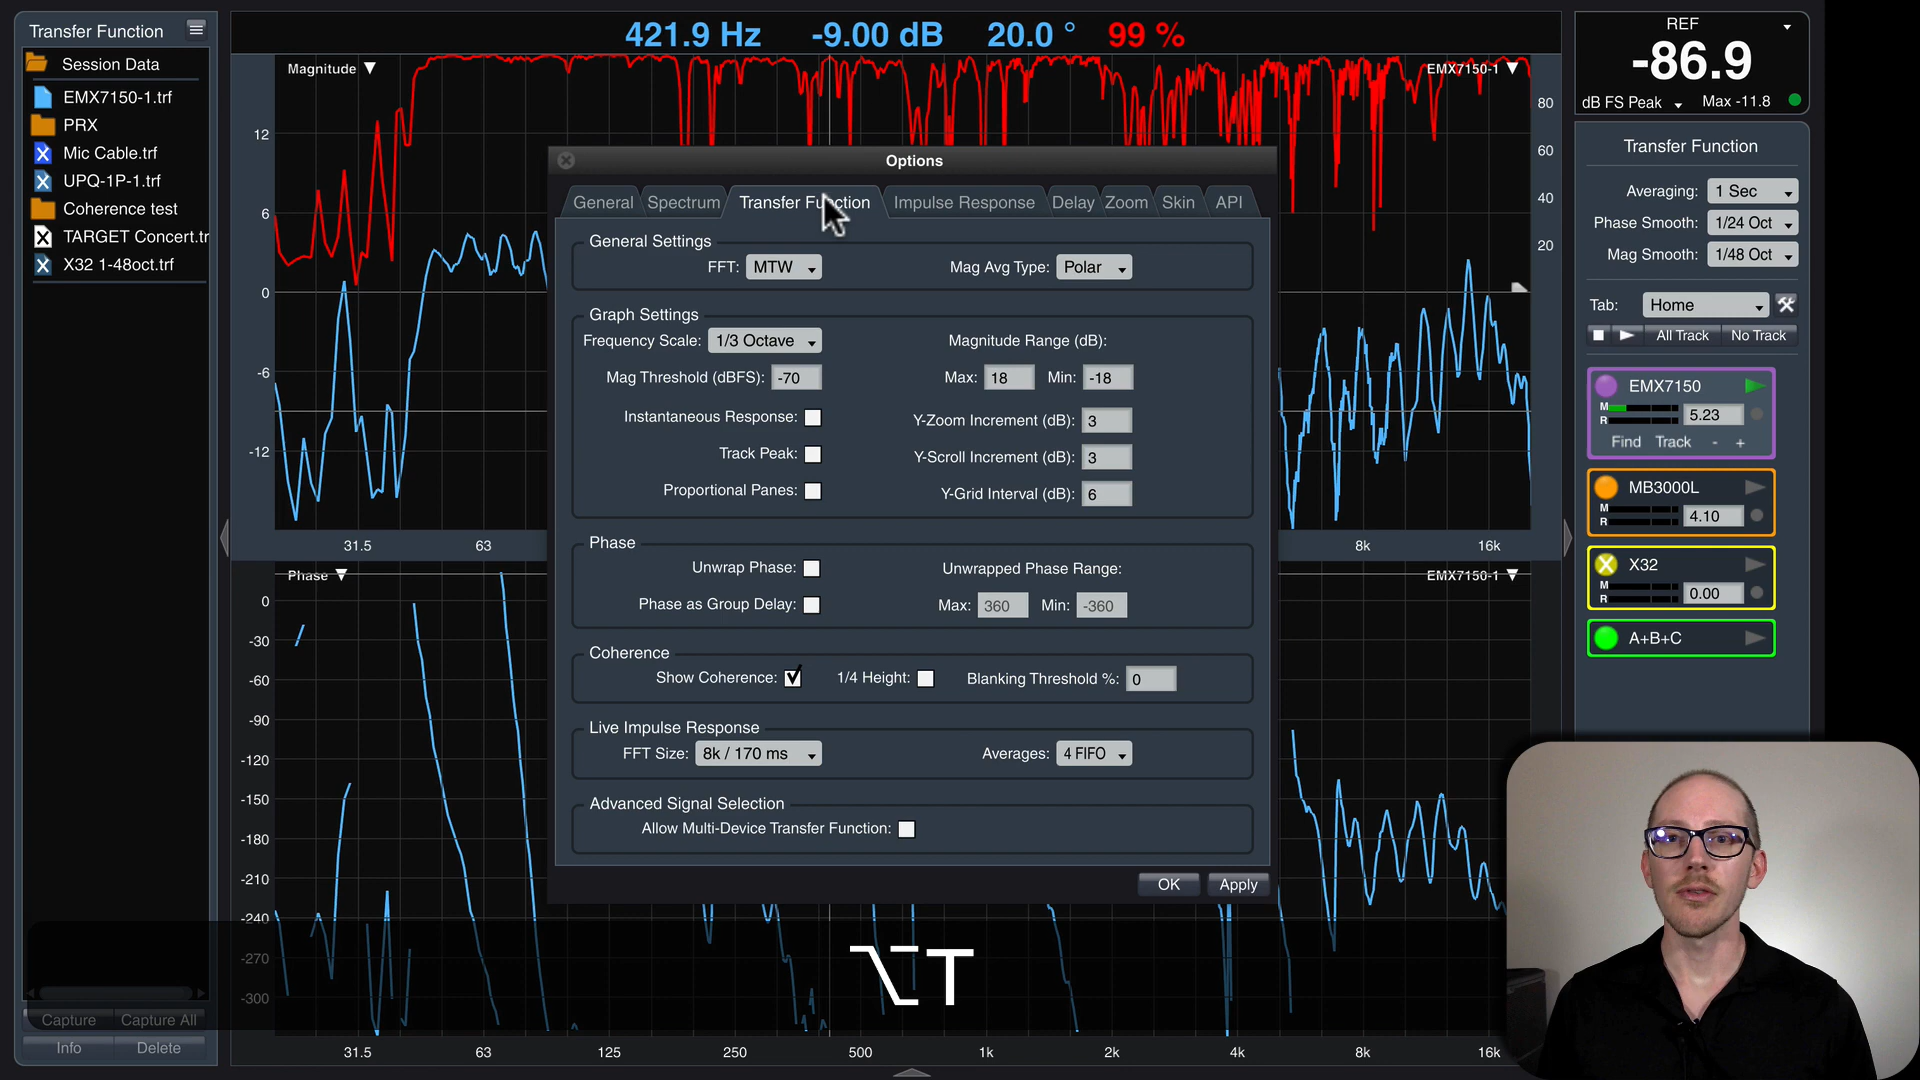 Transfer Function
Session Data
EMX7150-1.trf
PRX
Mic Cable.trf
UPQ-1P-1.trf
Coherence test
TARGET Concert.tr
X32 1-48oct.trf
Capture
Capture All
Info
Delete
421.9 Hz
-9.00 dB
20.0 °
99 %
Magnitude
EMX7150-1
12
6
0
-6
-12
80
60
40
20
31.5
63
8k
16k
Phase
EMX7150-1
0
-30
-60
-90
-120
-150
-180
-210
-240
-270
-300
31.5
63
125
250
500
1k
2k
4k
8k
16k
Options
General
Spectrum
Transfer Function
Impulse Response
Delay
Zoom
Skin
API
General Settings
FFT: MTW
Mag Avg Type: Polar
Graph Settings
Frequency Scale: 1/3 Octave
Magnitude Range (dB):
Mag Threshold (dBFS): -70
Max: 18 Min: -18
Instantaneous Response:
Y-Zoom Increment (dB): 3
Track Peak:
Y-Scroll Increment (dB): 3
Proportional Panes:
Y-Grid Interval (dB): 6
Phase
Unwrap Phase:
Unwrapped Phase Range:
Phase as Group Delay:
Max: 360 Min: -360
Coherence
Show Coherence:
1/4 Height:
Blanking Threshold %: 0
Live Impulse Response
FFT Size: 8k / 170 ms
Averages: 4 FIFO
Advanced Signal Selection
Allow Multi-Device Transfer Function:
OK
Apply
⌥T
REF
-86.9
dB FS Peak
Max -11.8
Transfer Function
Averaging: 1 Sec
Phase Smooth: 1/24 Oct
Mag Smooth: 1/48 Oct
Tab: Home
All Track
No Track
EMX7150
M
R
5.23
Find Track - +
MB3000L
M
R
4.10
X32
M
R
0.00
A+B+C